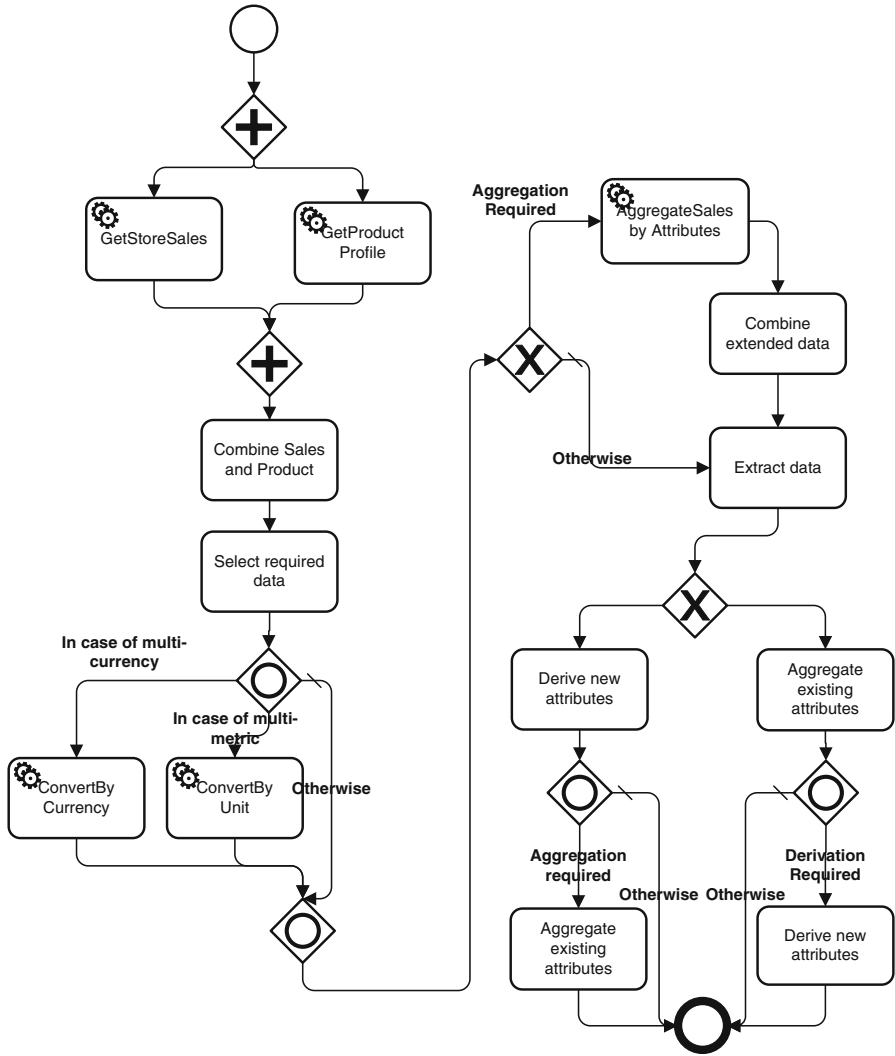 GetStoreSales
GetProduct
Profile
Combine Sales
and Product
Select required
data
In case of multi-
currency
In case of multi-
metric
Otherwise
ConvertBy
Currency
ConvertBy
Unit
Aggregation
Required
AggregateSales
by Attributes
Combine
extended data
Otherwise
Extract data
Derive new
attributes
Aggregate
existing
attributes
Aggregation
required
Derivation
Required
Otherwise
Otherwise
Aggregate
existing
attributes
Derive new
attributes